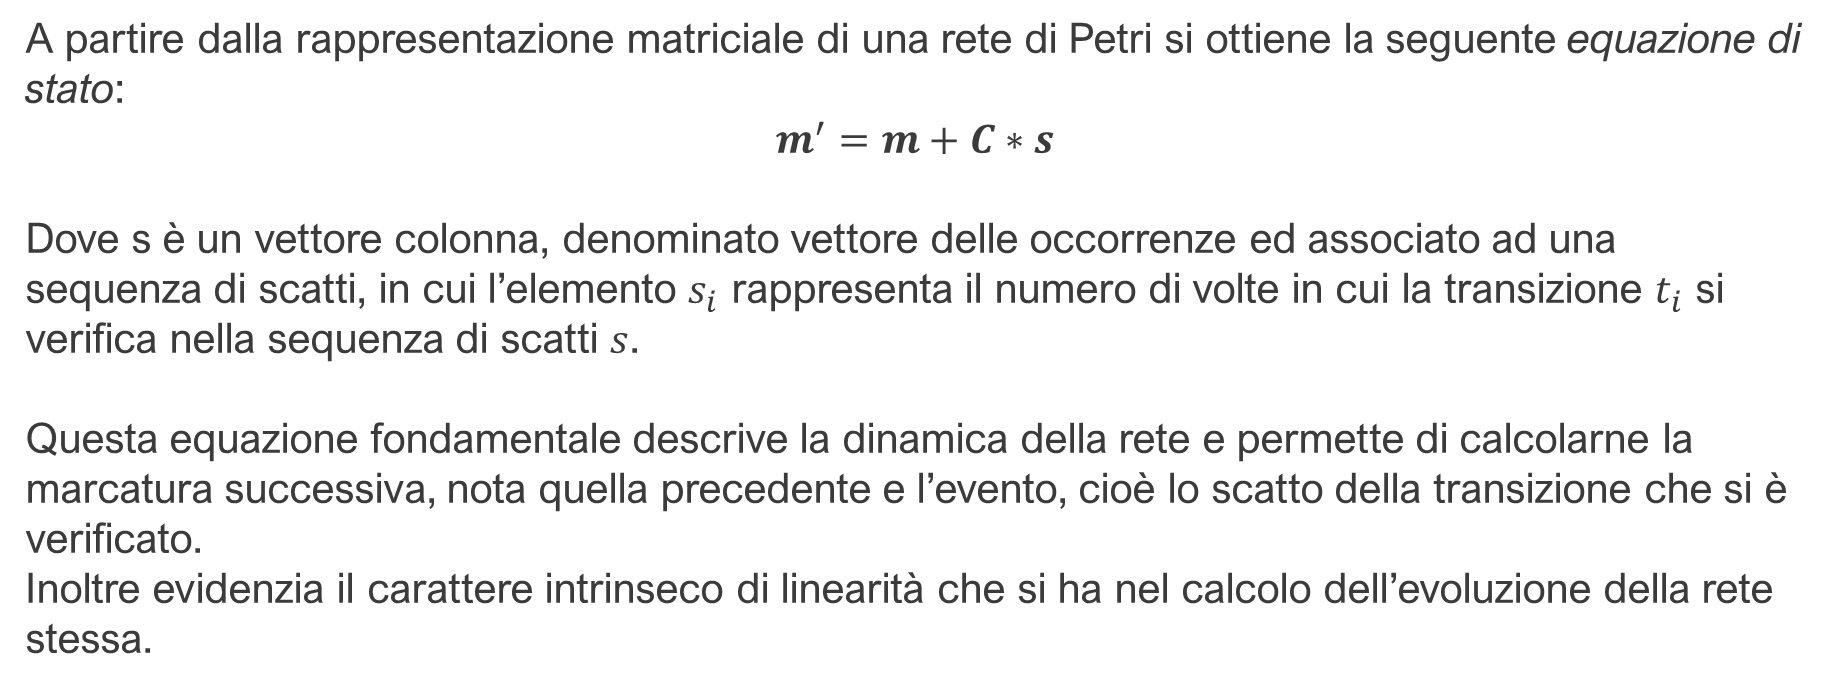 A partire dalla rappresentazione matriciale di una rete di Petri si ottiene la seguente equazione di
stato:
m′ = m + C ∗ s
Dove s è un vettore colonna, denominato vettore delle occorrenze ed associato ad una
sequenza di scatti, in cui l’elemento sᵢ rappresenta il numero di volte in cui la transizione tᵢ si
verifica nella sequenza di scatti s.
Questa equazione fondamentale descrive la dinamica della rete e permette di calcolarne la
marcatura successiva, nota quella precedente e l’evento, cioè lo scatto della transizione che si è
verificato.
Inoltre evidenzia il carattere intrinseco di linearità che si ha nel calcolo dell’evoluzione della rete
stessa.